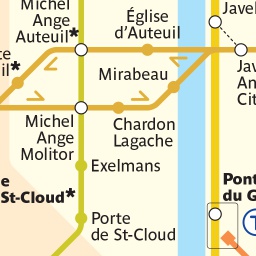 Michel
Ange
Auteuil*
Église
d'Auteuil
Javel
te
il*
Mirabeau
Jav
An
Cit
Michel
Ange
Molitor
Chardon
Lagache
Exelmans
e
St-Cloud*
Pont
du G
Porte
de St-Cloud
T